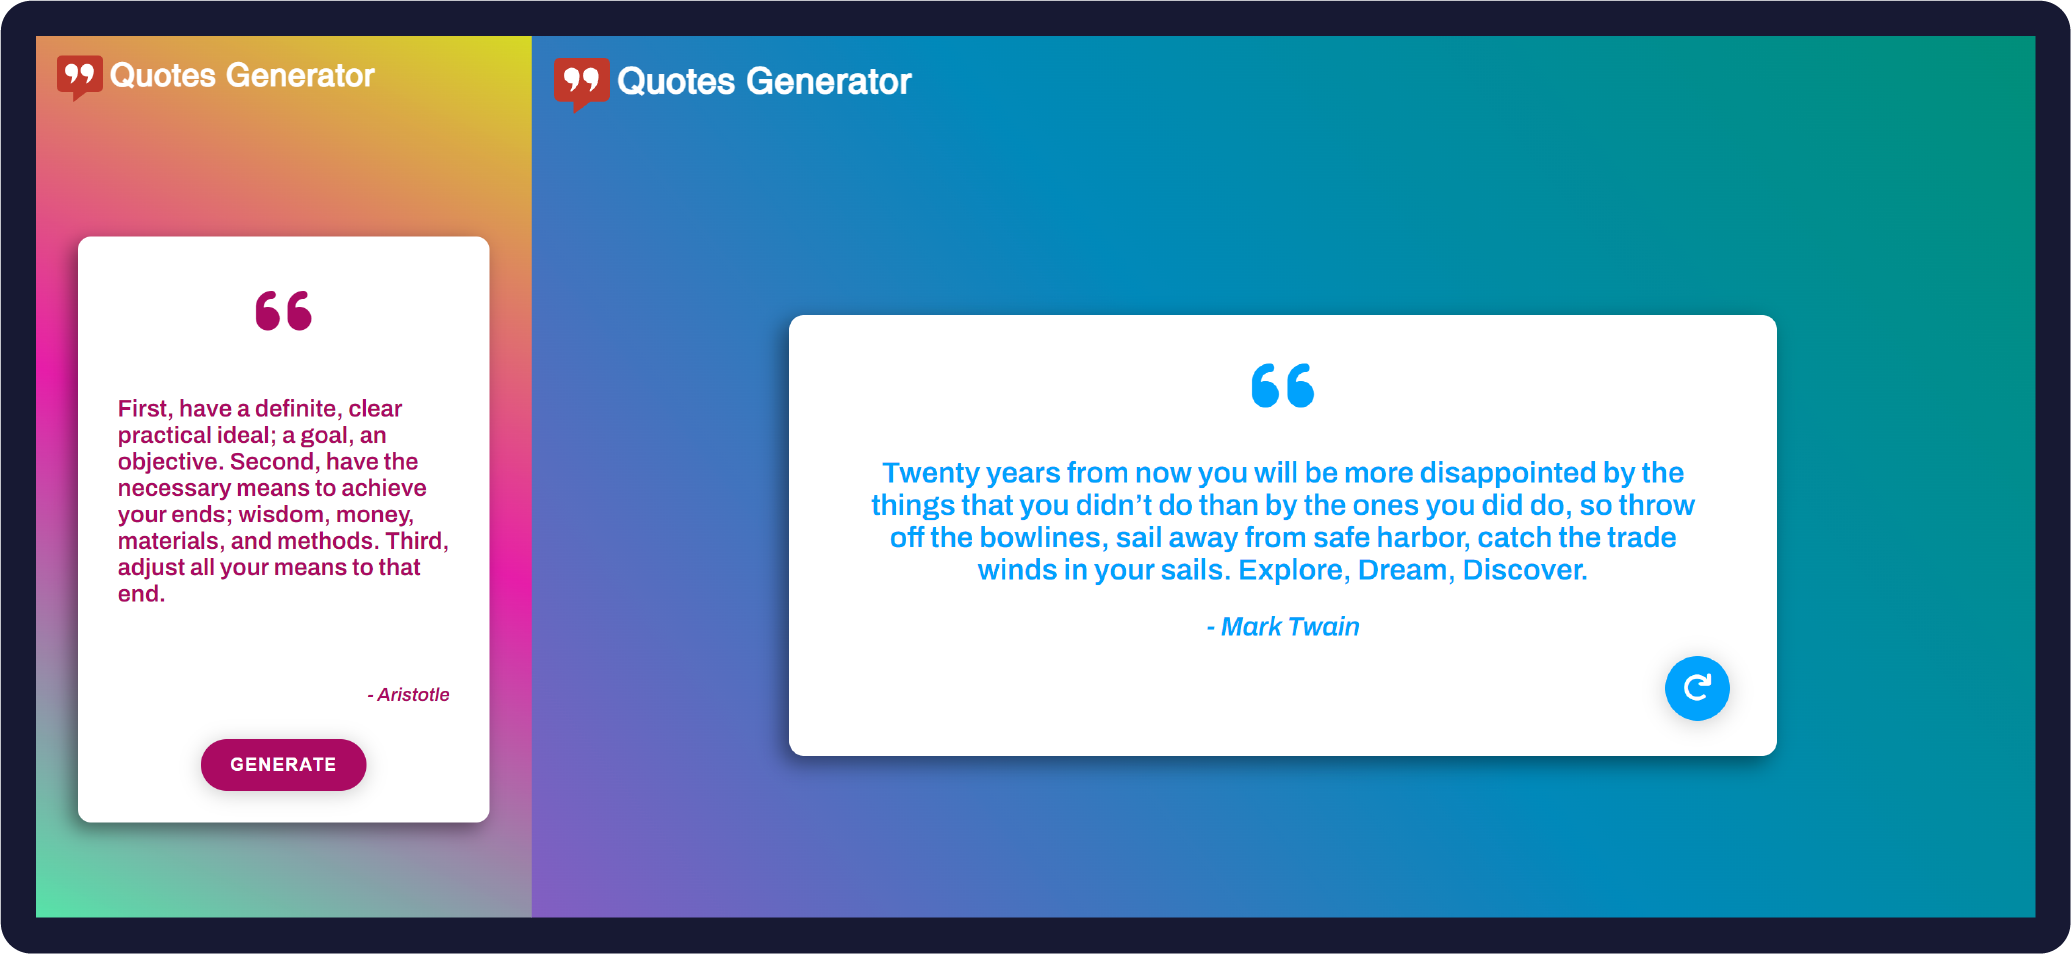 Quotes Generator
First, have a definite, clear
practical ideal; a goal, an
objective. Second, have the
necessary means to achieve
your ends; wisdom, money,
materials, and methods. Third,
adjust all your means to that
end.
- Aristotle
GENERATE
Quotes Generator
Twenty years from now you will be more disappointed by the
things that you didn’t do than by the ones you did do, so throw
off the bowlines, sail away from safe harbor, catch the trade
winds in your sails. Explore, Dream, Discover.
- Mark Twain